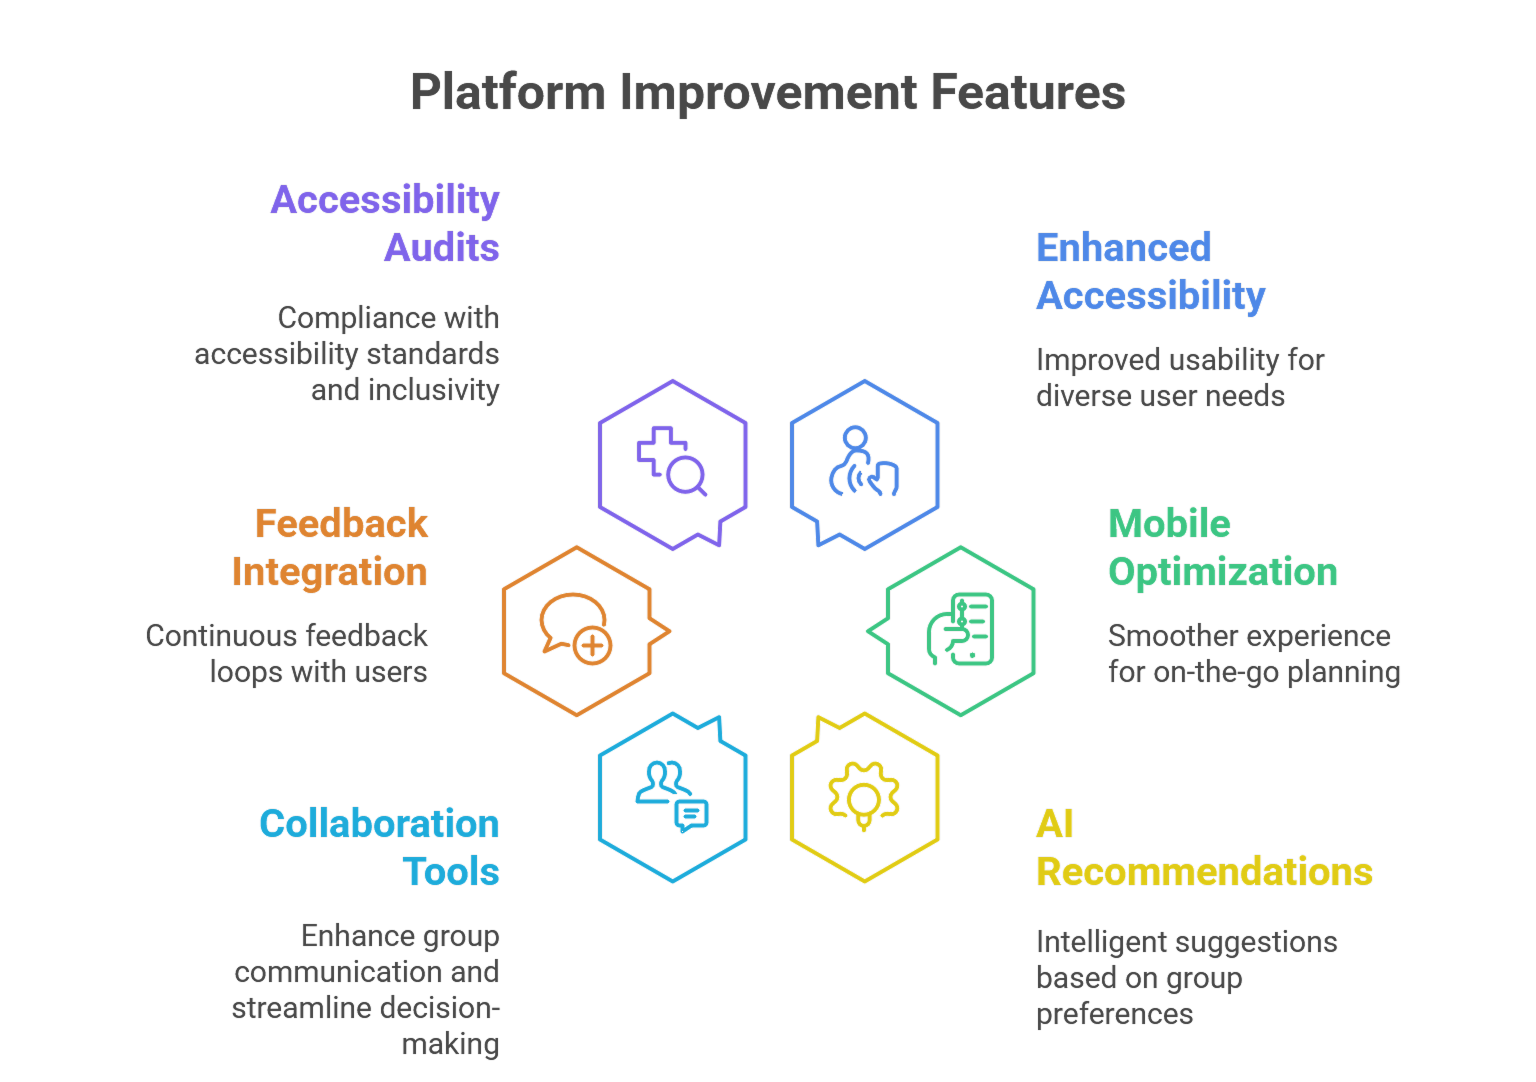 Platform Improvement Features
Accessibility
Audits
Compliance with
accessibility standards
and inclusivity
Enhanced
Accessibility
Improved usability for
diverse user needs
Feedback
Integration
Continuous feedback
loops with users
Mobile
Optimization
Smoother experience
for on-the-go planning
Collaboration
Tools
Enhance group
communication and
streamline decision-
making
AI
Recommendations
Intelligent suggestions
based on group
preferences